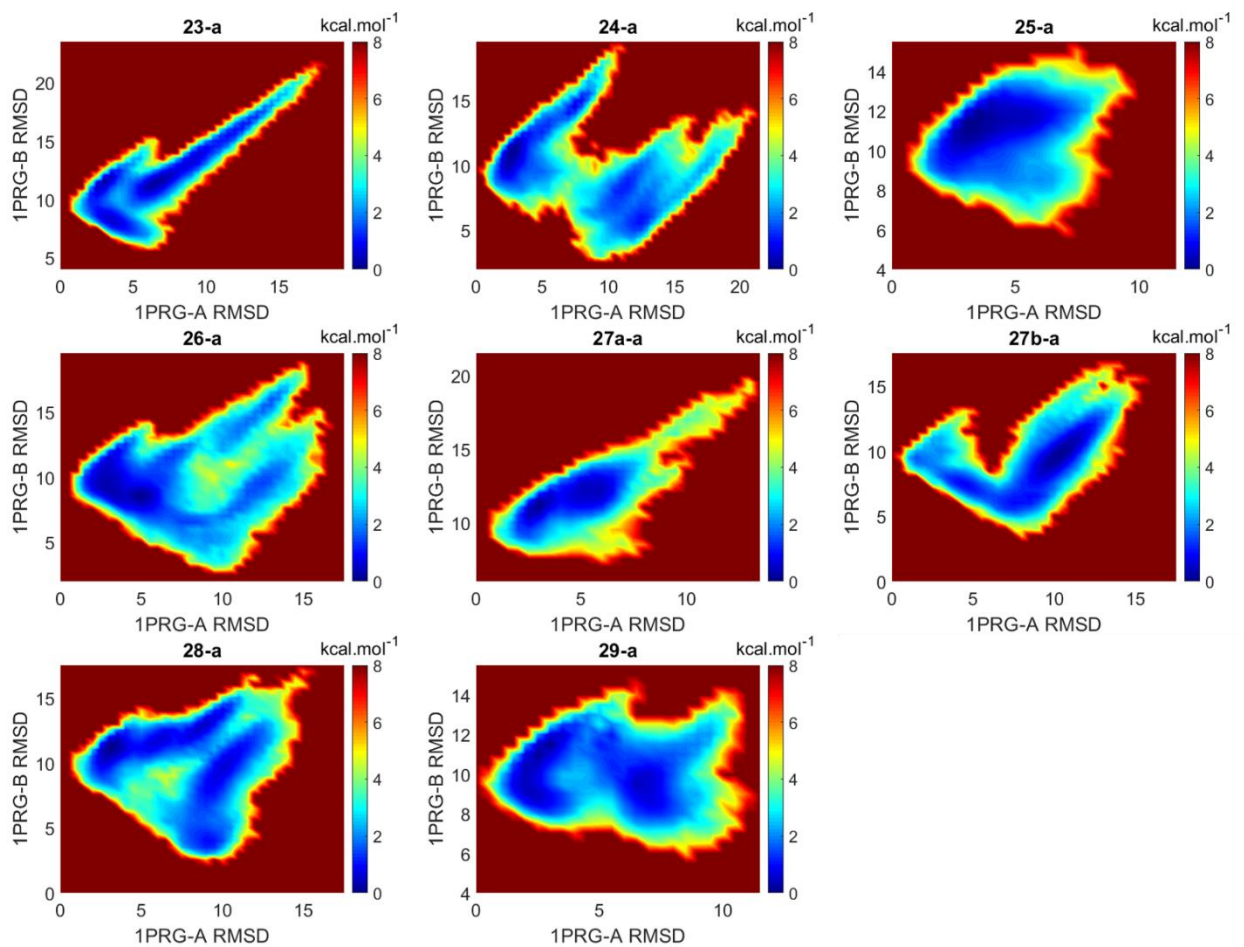 23-a
kcal.mol-1
8
6
4
2
0
20
15
10
5
0 5 10 15
1PRG-B RMSD
1PRG-A RMSD
24-a
kcal.mol-1
8
6
4
2
0
15
10
5
0 5 10 15 20
1PRG-B RMSD
1PRG-A RMSD
25-a
kcal.mol-1
8
6
4
2
0
14
12
10
8
6
4
0 5 10
1PRG-B RMSD
1PRG-A RMSD
26-a
kcal.mol-1
8
6
4
2
0
15
10
5
0 5 10 15
1PRG-B RMSD
1PRG-A RMSD
27a-a
kcal.mol-1
8
6
4
2
0
20
15
10
0 5 10
1PRG-B RMSD
1PRG-A RMSD
27b-a
kcal.mol-1
8
6
4
2
0
15
10
5
0
0 5 10 15
1PRG-B RMSD
1PRG-A RMSD
28-a
kcal.mol-1
8
6
4
2
0
15
10
5
0
0 5 10 15
1PRG-B RMSD
1PRG-A RMSD
29-a
kcal.mol-1
8
6
4
2
0
14
12
10
8
6
4
0 5 10
1PRG-B RMSD
1PRG-A RMSD